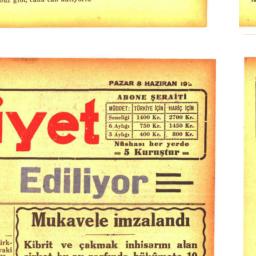 PAZAR 8 HAZIRAN 19
ABONE ŞERAİTİ
MÜDDET: TÜRKİYE İÇİN HARİÇ İÇİN
Seneliği 1400 Kr. 2700 Kr.
6 Aylığı 750 Kr. 1450 Kr.
3 Aylığı 400 Kr. 800 Kr.
Nüshası her yerde
5 Kuruştur
iyet
Ediliyor
Mukavele imzalandı
Kibrit ve çakmak inhisarını alan